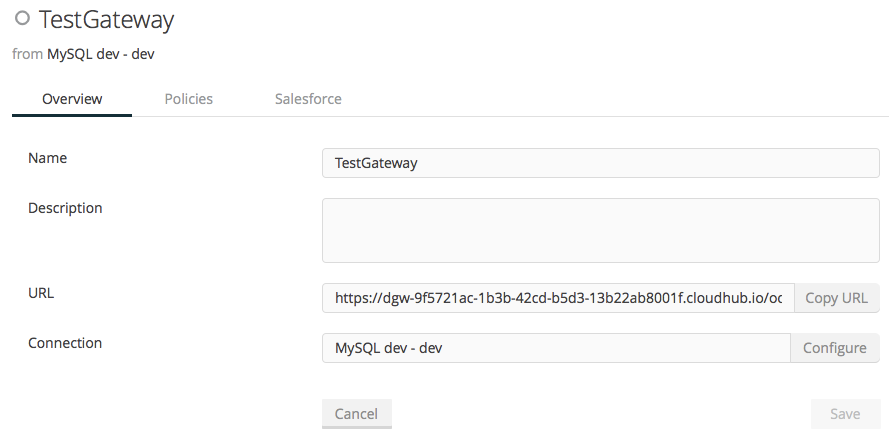 TestGateway
from MySQL dev - dev
Overview Policies Salesforce
Name TestGateway
Description
URL https://dgw-9f5721ac-1b3b-42cd-b5d3-13b22ab8001f.cloudhub.io/oc Copy URL
Connection MySQL dev - dev Configure
Cancel Save